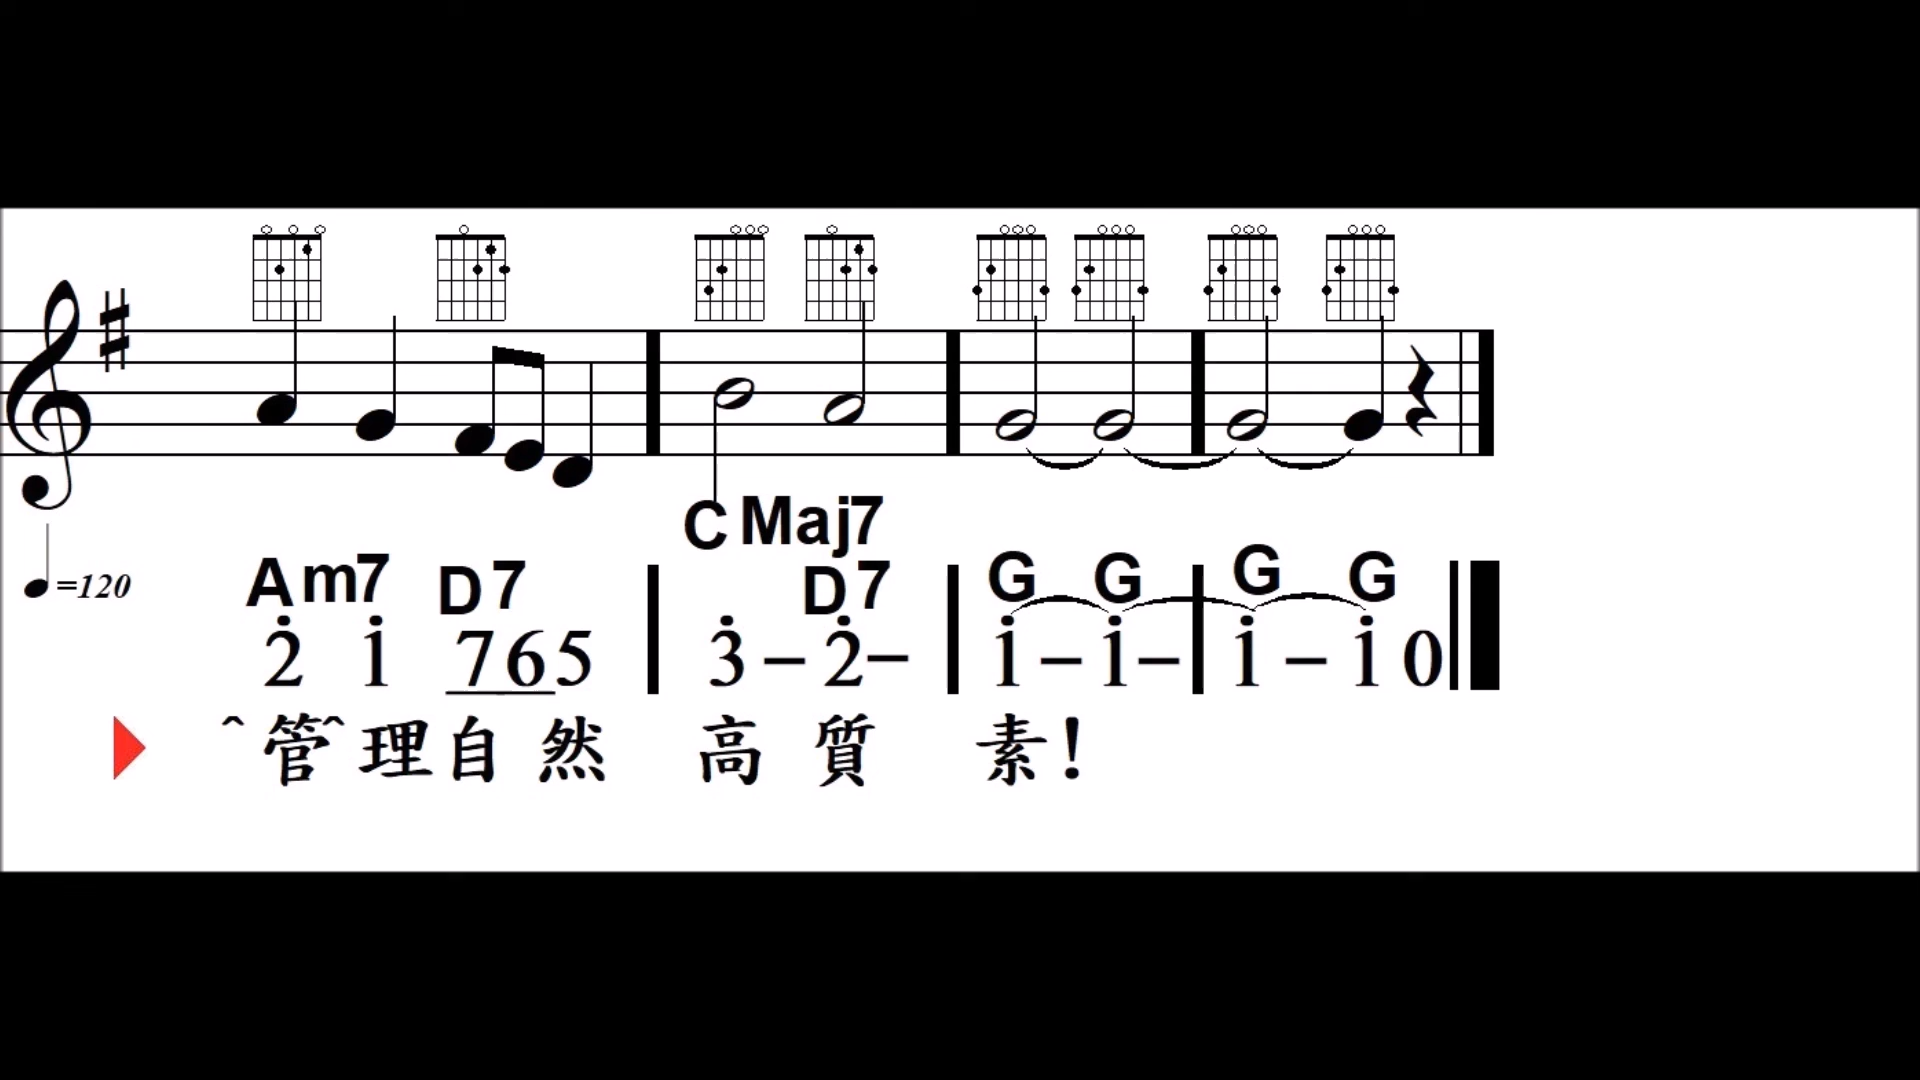 C Maj7
=120 Am7 D7 D7 G G G G
2 1 765 3 – 2 – 1 – 1 – 1 – 1 0
^管^理自然 高質 素！